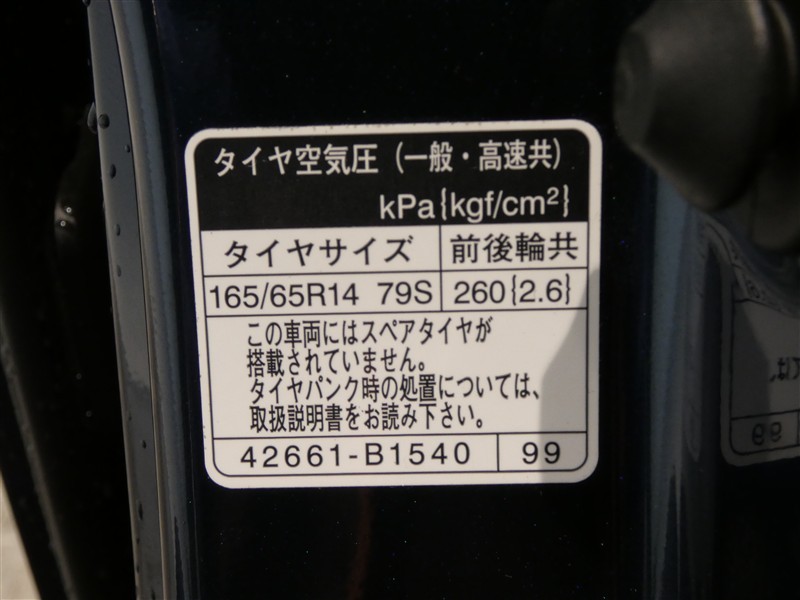 タイヤ空気圧（一般・高速共）
kPa{kgf/cm²}
タイヤサイズ 前後輪共
165/65R14 79S 260{2.6}
この車両にはスペアタイヤが
搭載されていません。
タイヤパンク時の処置については、
取扱説明書をお読み下さい。
42661-B1540 99